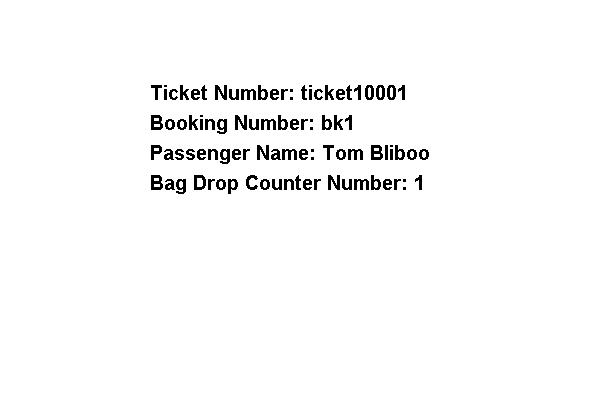 Ticket Number: ticket10001
Booking Number: bk1
Passenger Name: Tom Bliboo
Bag Drop Counter Number: 1